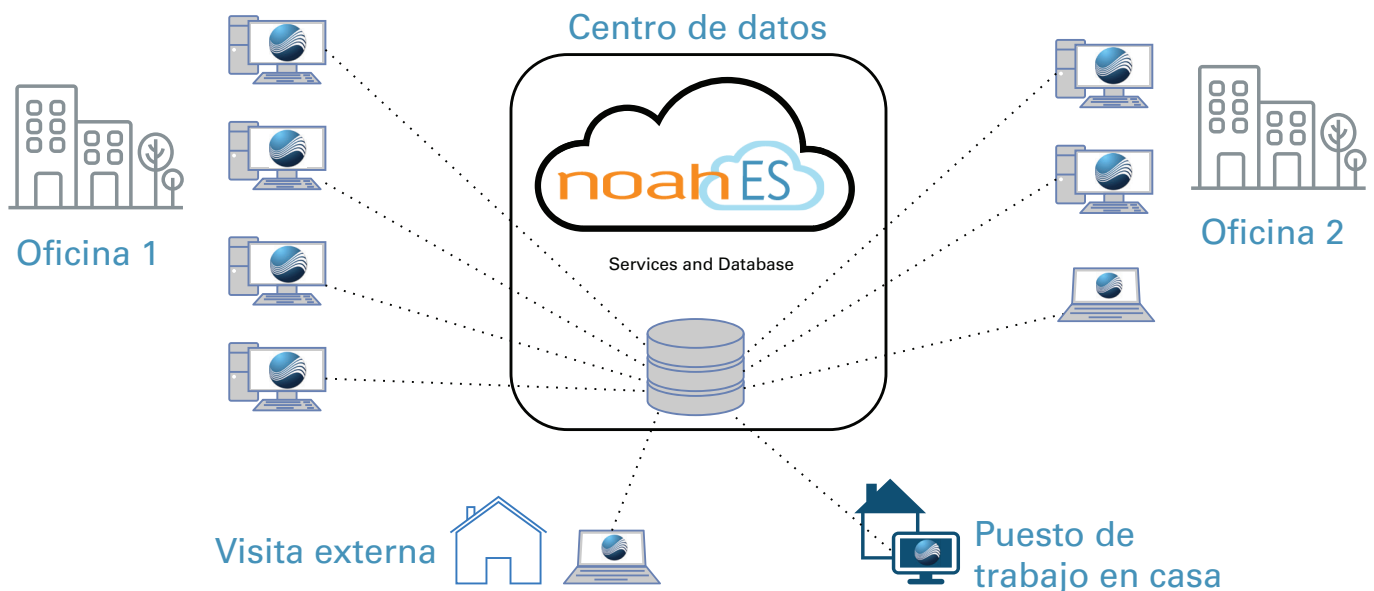 Centro de datos
noahES
Services and Database
Oficina 1
Oficina 2
Visita externa
Puesto de
trabajo en casa